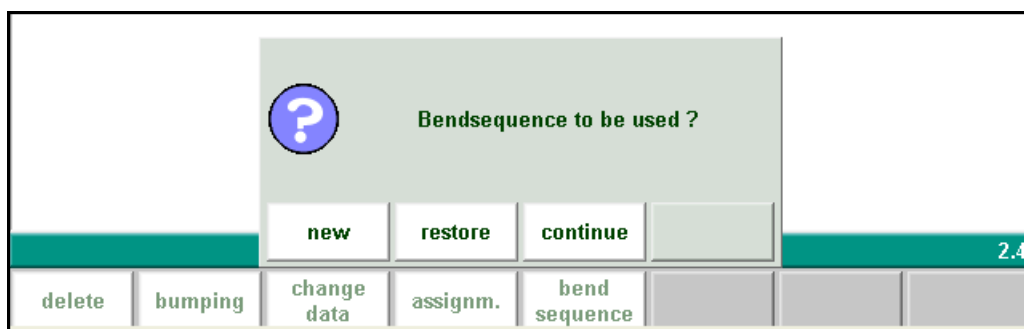 ?
Bendsequence to be used ?
new restore continue
2.4
delete bumping change data assignm. bend sequence